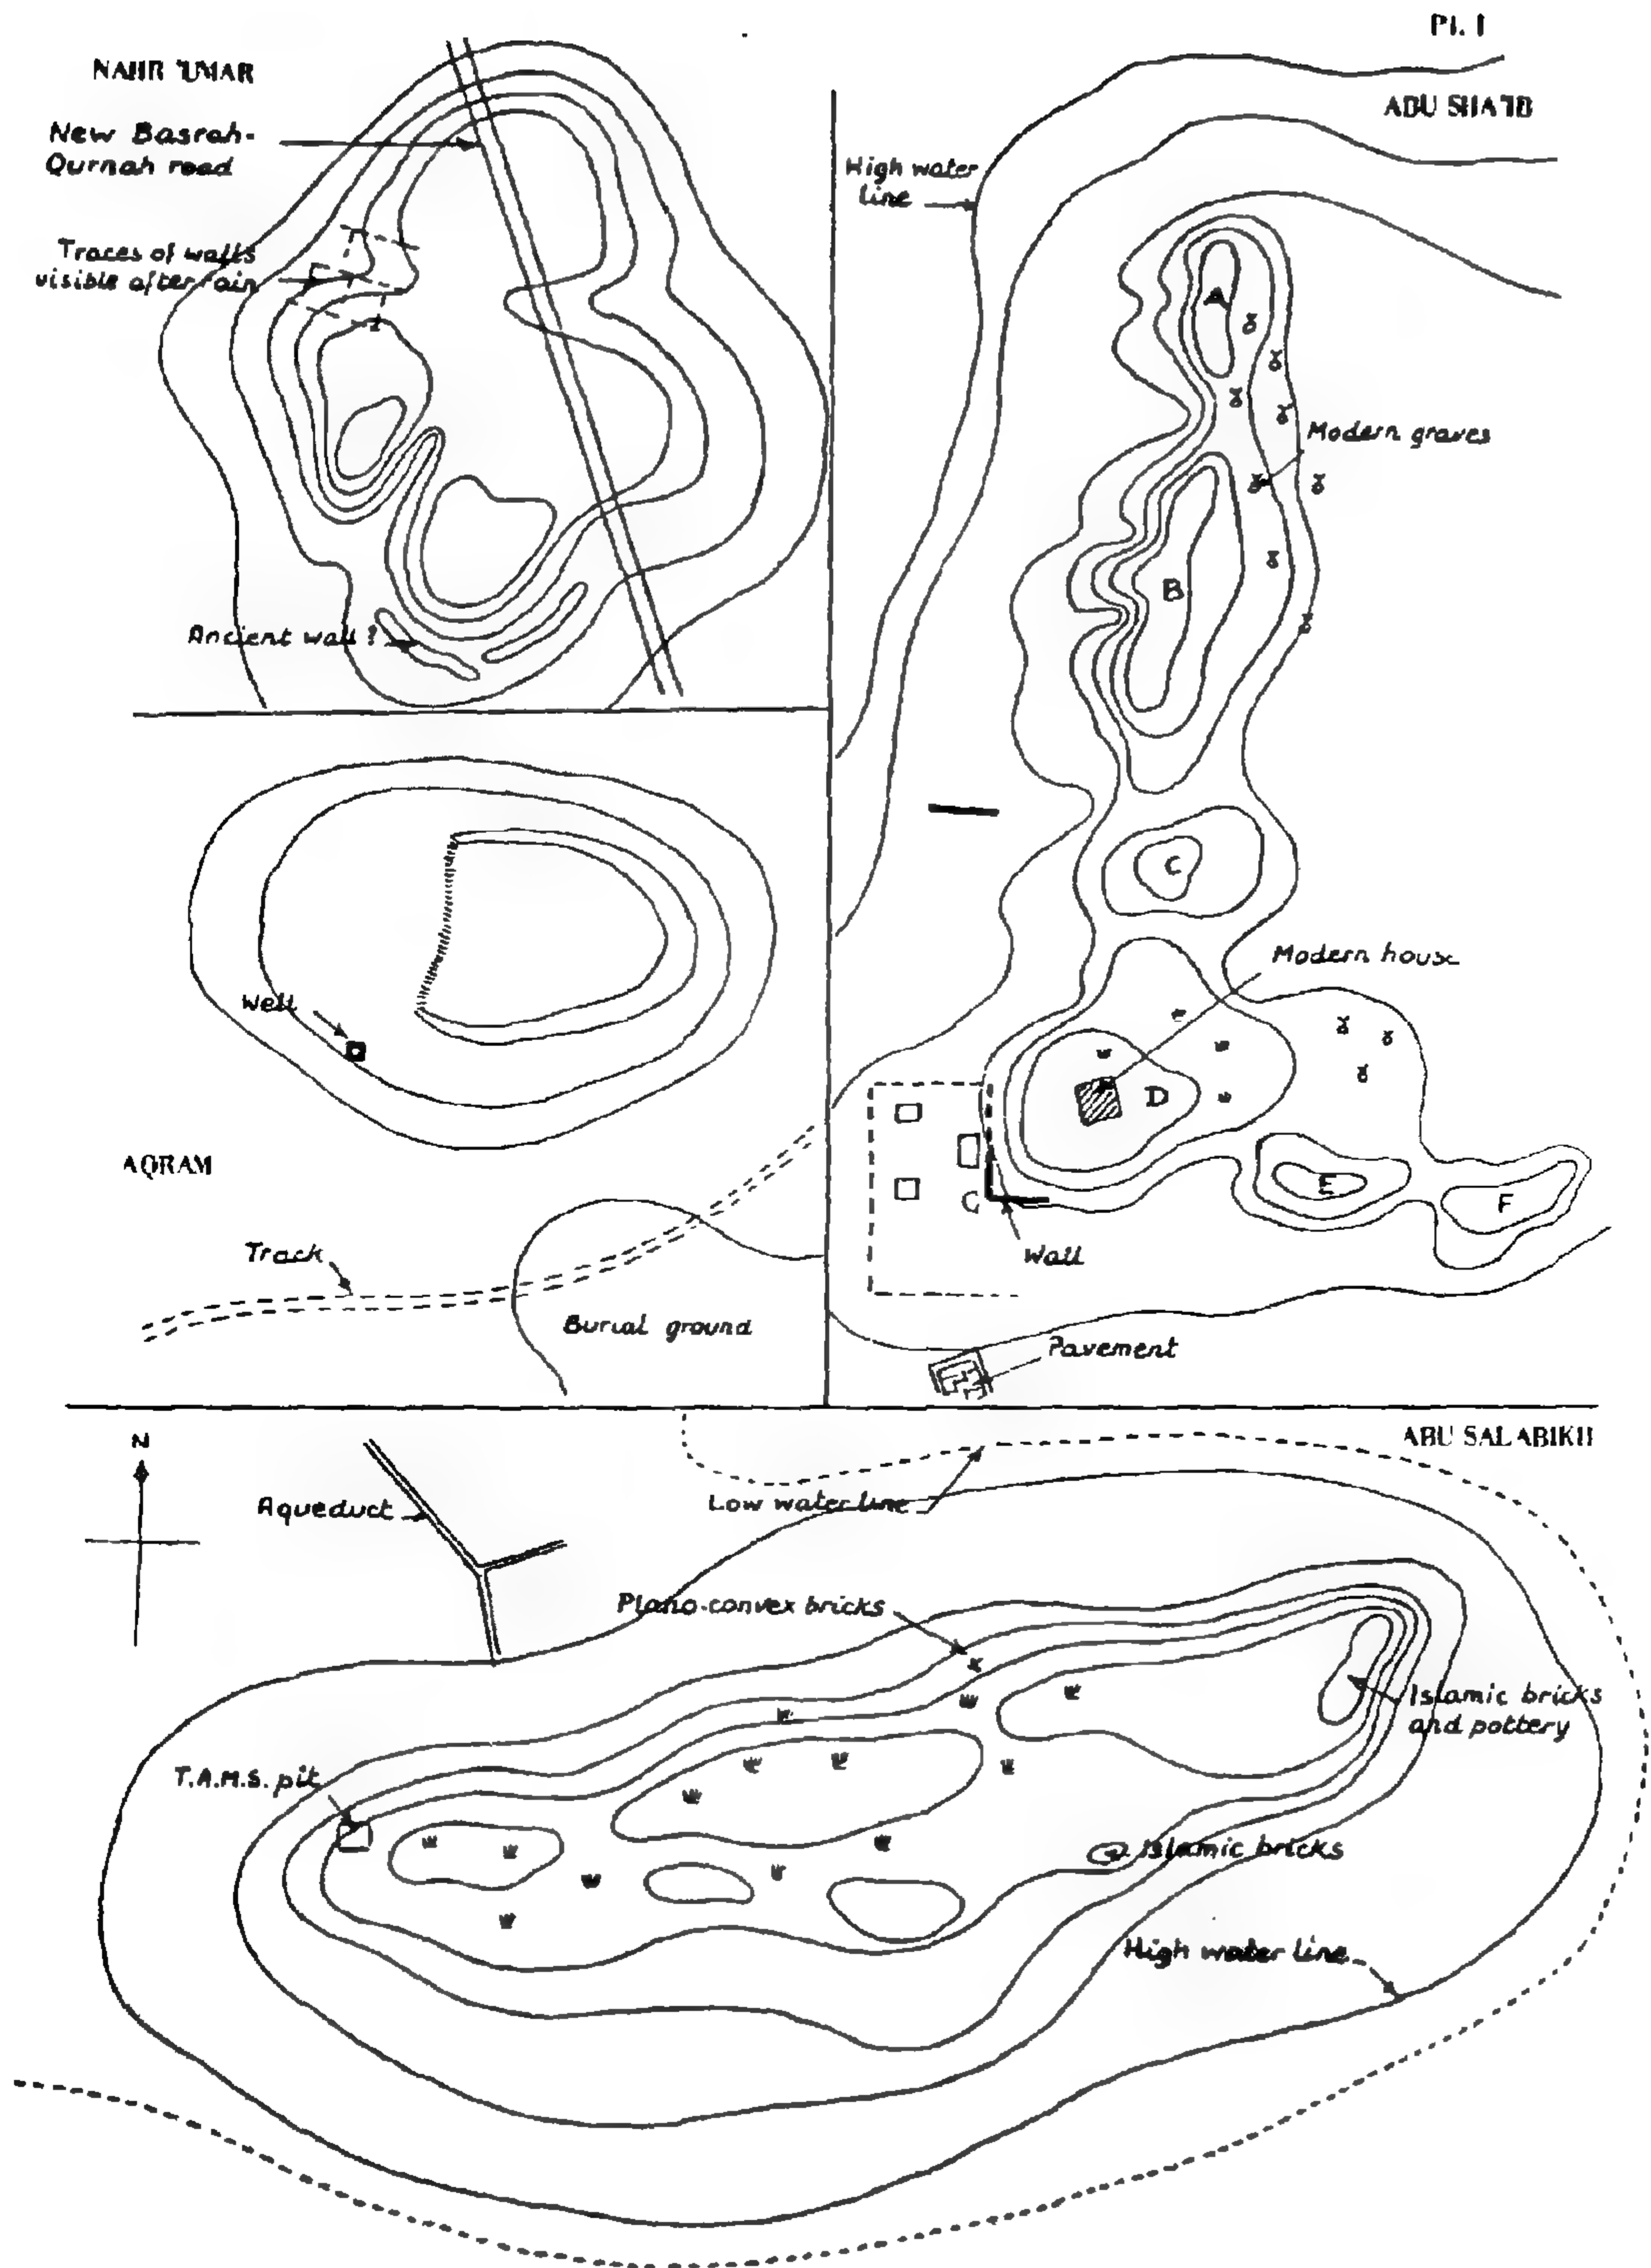 Pl. 1
NAHR 'UMAR
New Basrah-
Qurnah road
Traces of walls
visible after rain
Ancient wall ?
ABU SHA'IB
High water
line
A
Modern graves
B
C
Modern house
D
E
F
Wall
Pavement
Well
AQRAM
Track
Burial ground
ABU SALABIKH
N
Aqueduct
Low water line
Plano-convex bricks
Islamic bricks
and pottery
T.A.M.S. pit
Islamic bricks
High water line